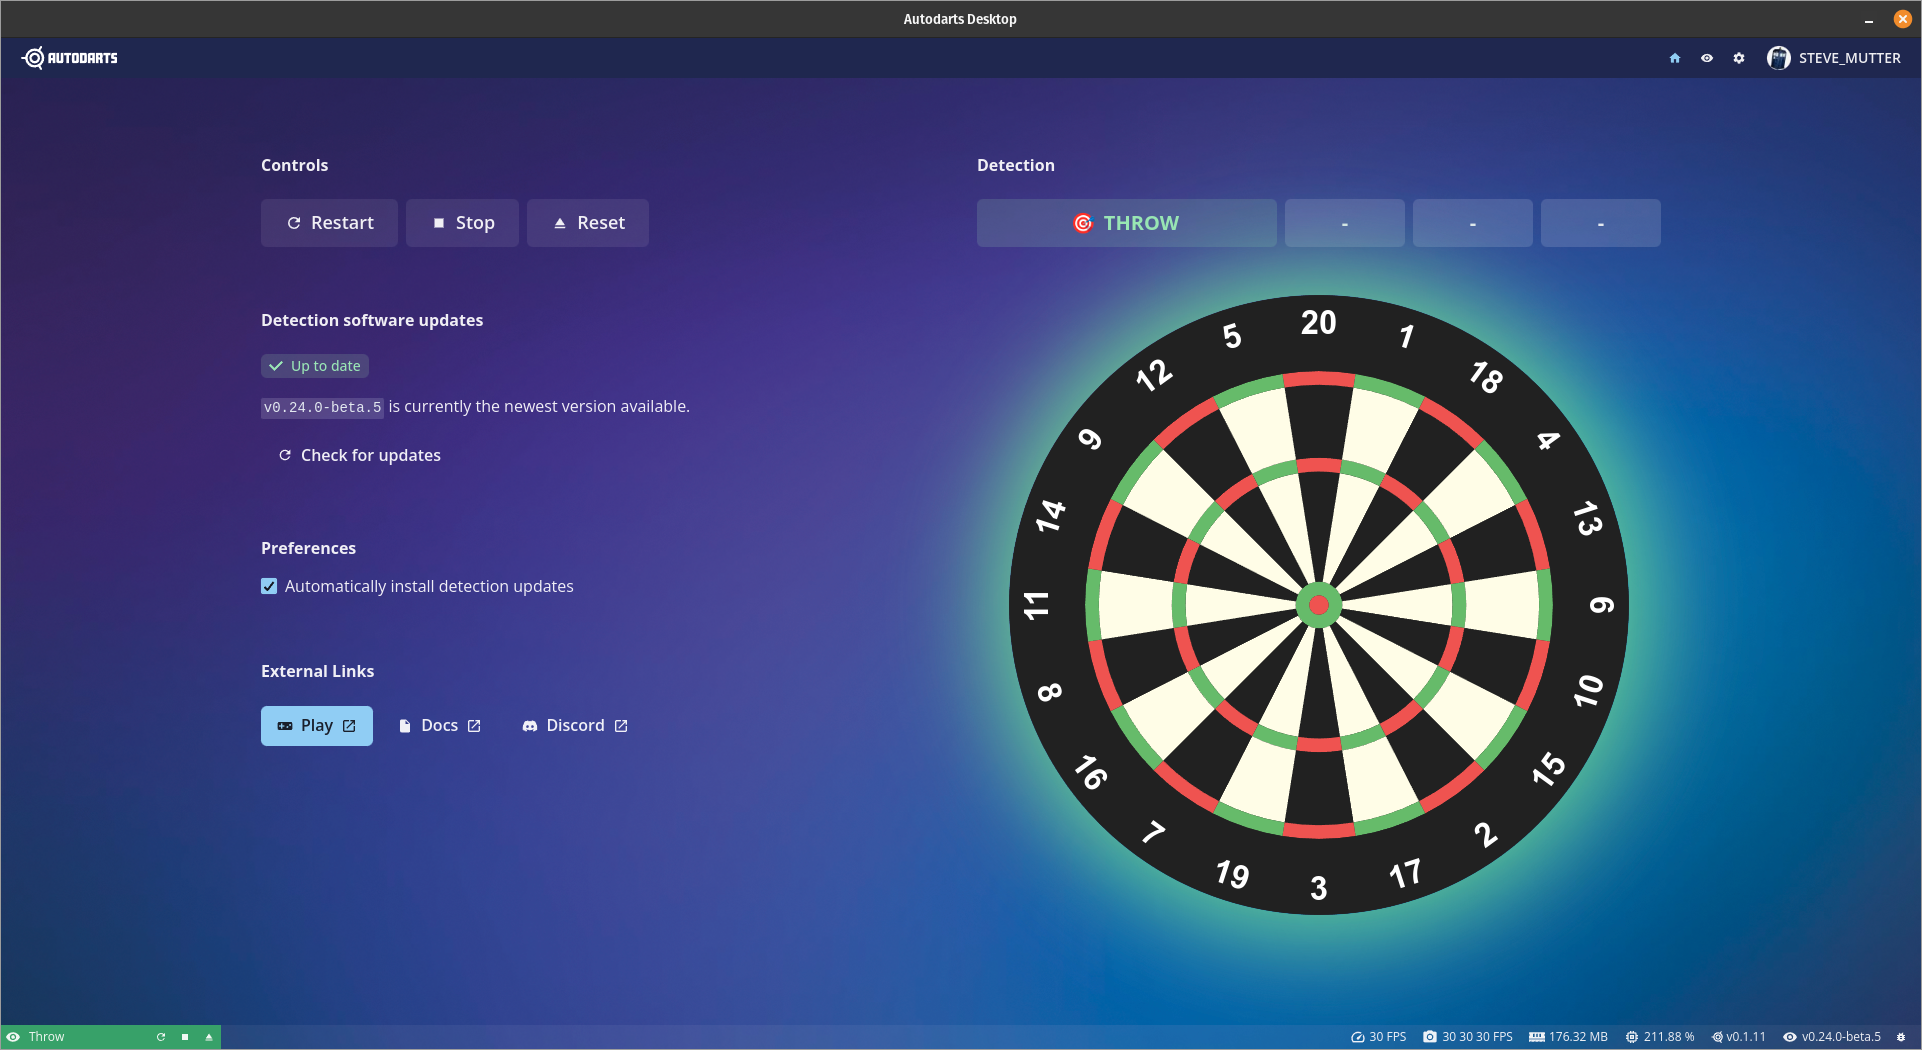 Autodarts Desktop
AUTODARTS
STEVE_MUTTER
Controls
Restart
Stop
Reset
Detection software updates
Up to date
v0.24.0-beta.5 is currently the newest version available.
Check for updates
Preferences
Automatically install detection updates
External Links
Play
Docs
Discord
Detection
THROW
-
-
-
20
1
18
4
13
6
10
15
2
17
3
19
7
16
8
11
14
9
12
5
Throw
30 FPS
30 30 30 FPS
176.32 MB
211.88 %
v0.1.11
v0.24.0-beta.5